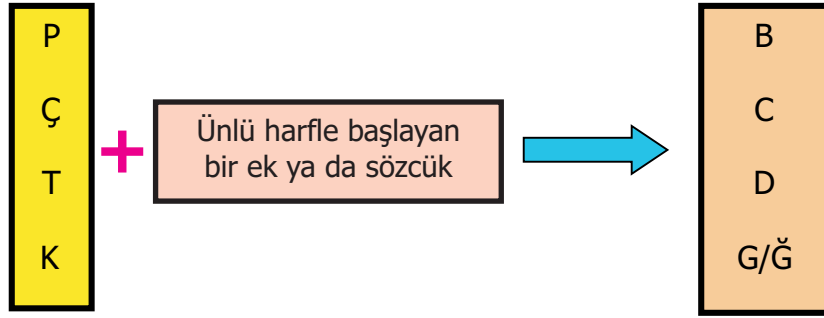 P
Ç
T
K
+
Ünlü harfle başlayan
bir ek ya da sözcük
B
C
D
G/Ğ